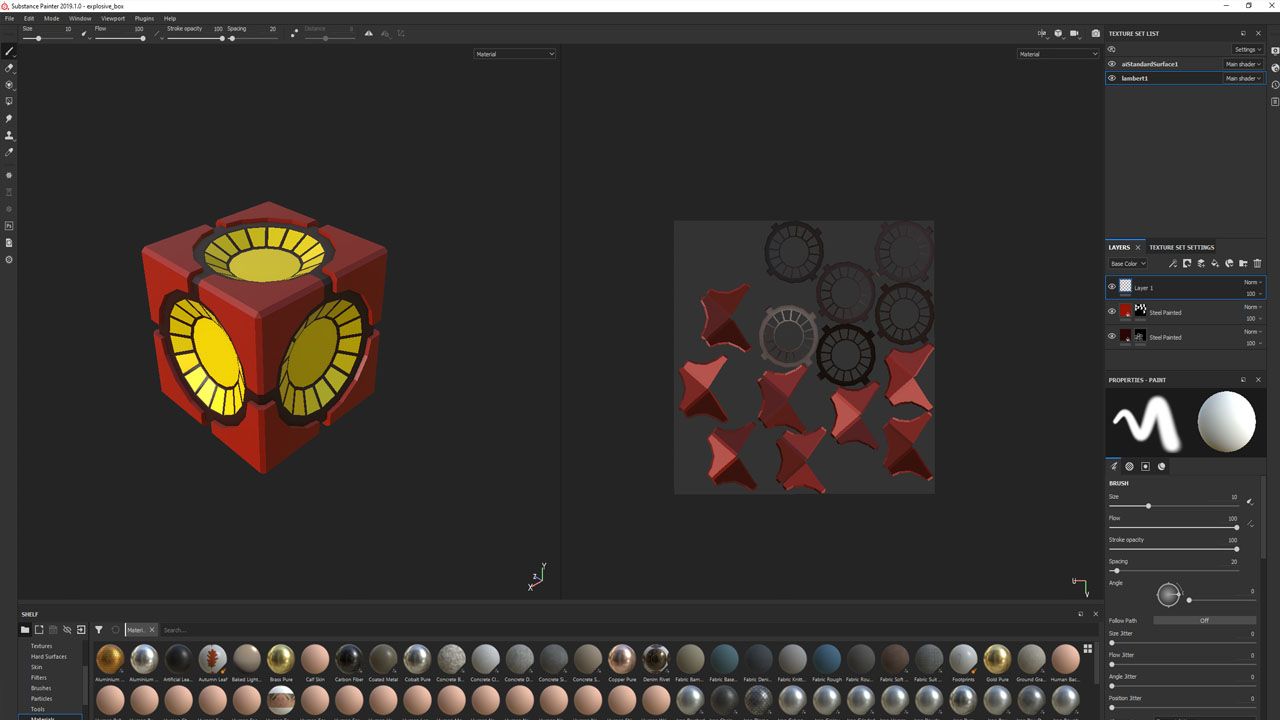 Substance Painter 2019.1.0 - explosive_box
File Edit Mode Window Viewport Plugins Help
Size 10 Flow 100 Stroke opacity 100 Spacing 20 Distance 8
Material
Material
TEXTURE SET LIST
Settings
aiStandardSurface1 Main shader
lambert1 Main shader
LAYERS TEXTURE SET SETTINGS
Base Color
Layer 1 Norm 100
Steel Painted Norm 100
Steel Painted Norm 100
PROPERTIES - PAINT
BRUSH
Size 10
Flow 100
Stroke opacity 100
Spacing 20
Angle 0
Follow Path Off
Size Jitter 0
Flow Jitter 0
Angle Jitter 0
Position Jitter 0
Y
Z
X
U
V
SHELF
Materi... Search...
Textures
Hard Surfaces
Skin
Filters
Brushes
Particles
Tools
Materials
Aluminium ... Aluminium ... Artificial Lea... Autumn Leaf Baked Light... Brass Pure Calf Skin Carbon Fiber Coated Metal Cobalt Pure Concrete B... Concrete Cl... Concrete D... Concrete Si... Concrete S... Copper Pure Denim Rivet Fabric Bam... Fabric Base... Fabric Deni... Fabric Knitt... Fabric Rough Fabric Rou... Fabric Soft ... Fabric Suit ... Footprints Gold Pure Ground Gra... Human Bac...